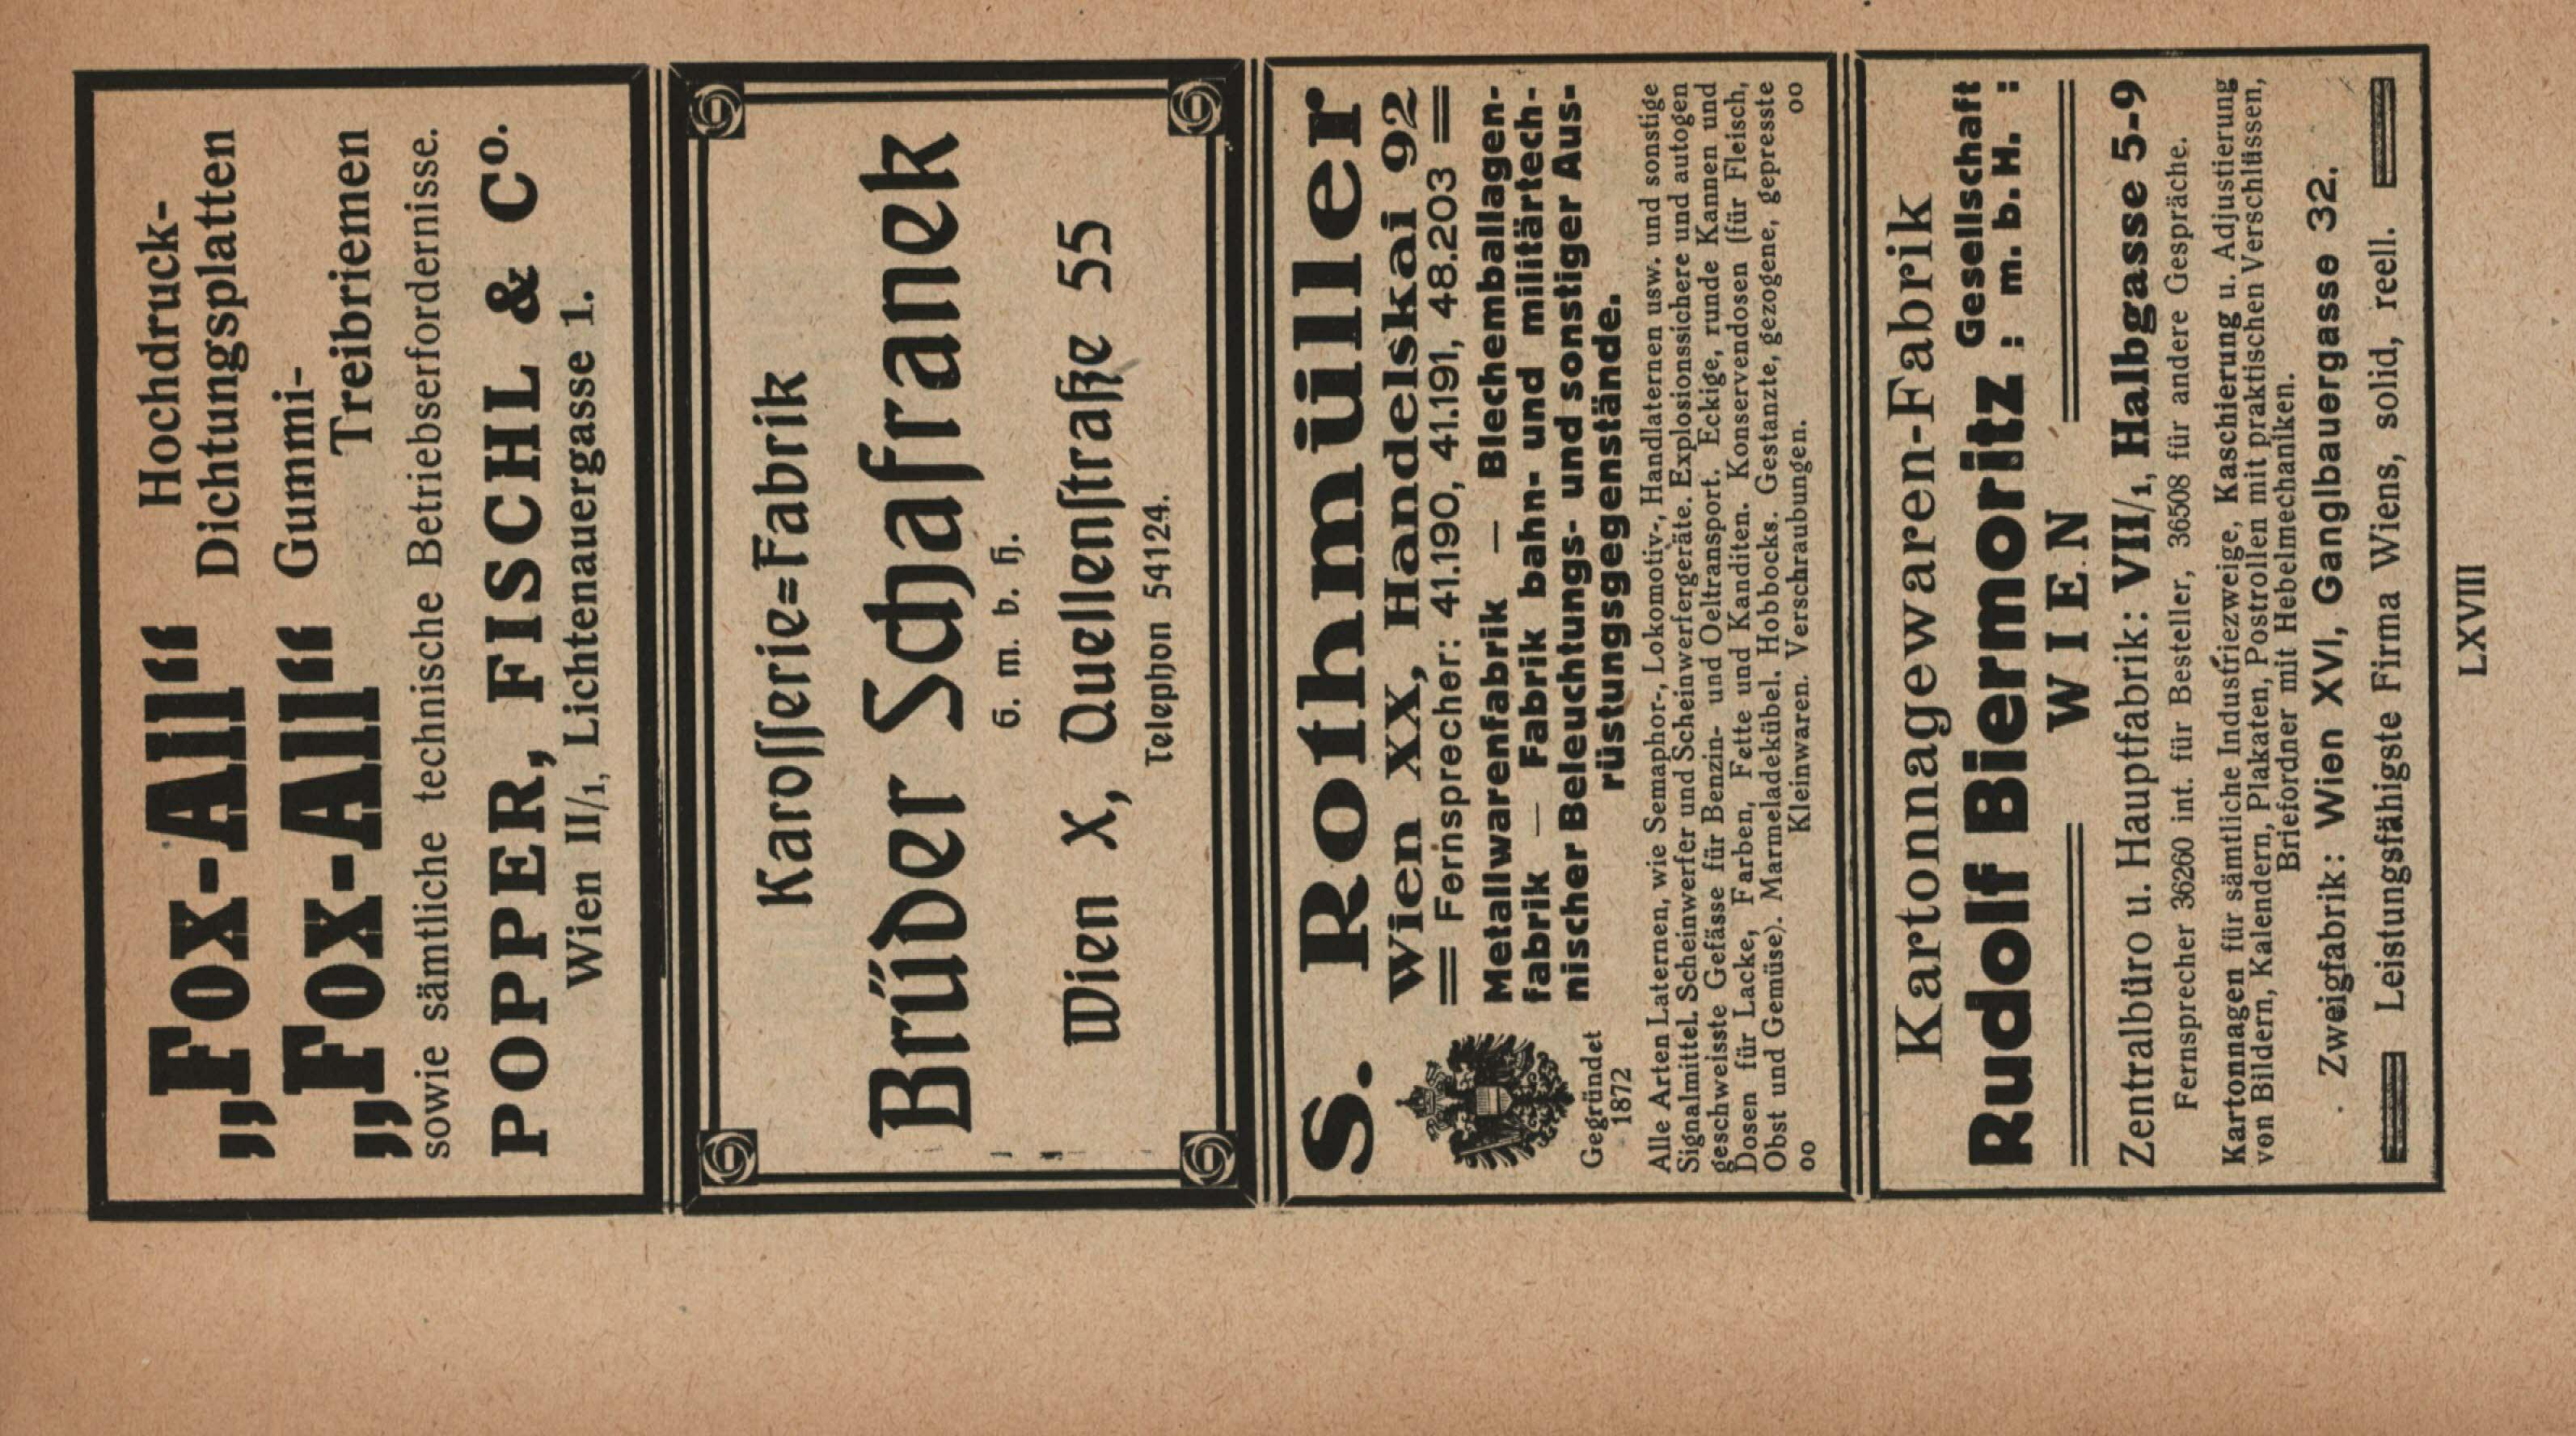 „Fox-All“ Hochdruck-
Dichtungsplatten
„Fox-All“ Gummi-
Treibriemen
sowie sämtliche technische Betriebserfordernisse.
POPPER, FISCHL & Co.
Wien II/1, Lichtenauergasse 1.
Karosserie=Fabrik
Brüder Schafranek
G. m. b. H.
Wien X, Quellenstraße 55
Telephon 54124.
S. Rothmüller
Wien XX, Handelskai 92
Fernsprecher: 41.190, 41.191, 48.203
Metallwarenfabrik — Blechemballagen-
fabrik — Fabrik bahn- und militärtech-
nischer Beleuchtungs- und sonstiger Aus-
rüstungsgegenstände.
Gegründet
1872
Alle Arten Laternen, wie Semaphor-, Lokomotiv-, Handlaternen usw. und sonstige
Signalmittel. Scheinwerfer und Scheinwerfergeräte. Explosionssichere und autogen
geschweisste Gefässe für Benzin- und Oeltransport. Eckige, runde Kannen und
Dosen für Lacke, Farben, Fette und Kanditen. Konservendosen (für Fleisch,
Obst und Gemüse). Marmeladekübel. Hobbocks. Gestanzte, gezogene, gepresste
oo Kleinwaren. Verschraubungen. oo
Kartonnagewaren-Fabrik
Rudolf Biermoritz Gesellschaft
: m. b. H. :
WIEN
Zentralbüro u. Hauptfabrik: VII/1, Halbgasse 5-9
Fernsprecher 36260 int. für Besteller, 36508 für andere Gespräche.
Kartonnagen für sämtliche Industriezweige, Kaschierung u. Adjustierung
von Bildern, Kalendern, Plakaten, Postrollen mit praktischen Verschlüssen,
Briefordner mit Hebelmechaniken.
Zweigfabrik: Wien XVI, Ganglbauergasse 32.
Leistungsfähigste Firma Wiens, solid, reell.
LXVIII